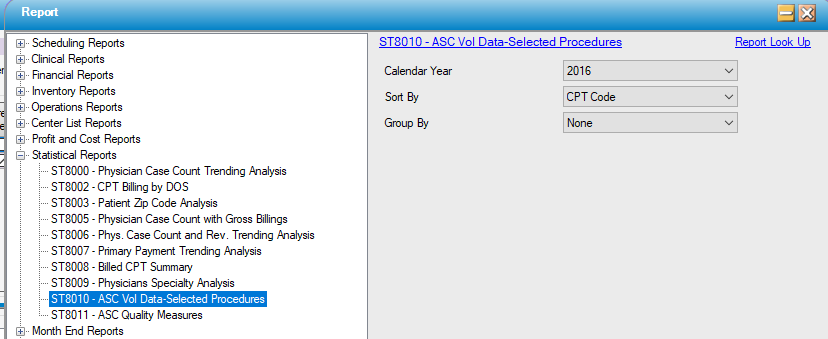 Report
Scheduling Reports
Clinical Reports
Financial Reports
Inventory Reports
Operations Reports
Center List Reports
Profit and Cost Reports
Statistical Reports
ST8000 - Physician Case Count Trending Analysis
ST8002 - CPT Billing by DOS
ST8003 - Patient Zip Code Analysis
ST8005 - Physician Case Count with Gross Billings
ST8006 - Phys. Case Count and Rev. Trending Analysis
ST8007 - Primary Payment Trending Analysis
ST8008 - Billed CPT Summary
ST8009 - Physicians Specialty Analysis
ST8010 - ASC Vol Data-Selected Procedures
ST8011 - ASC Quality Measures
Month End Reports
ST8010 - ASC Vol Data-Selected Procedures
Report Look Up
Calendar Year 2016
Sort By CPT Code
Group By None